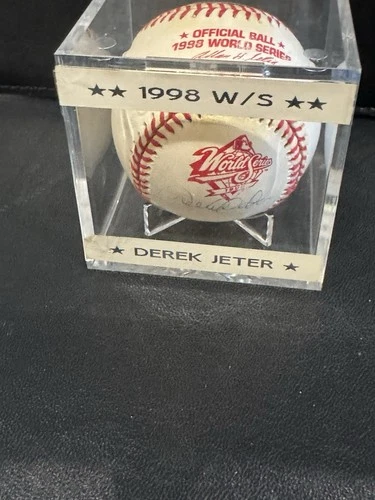 ★ OFFICIAL BALL ★
1998 WORLD SERIES
★★ 1998 W/S ★★
World Series
★ DEREK JETER ★